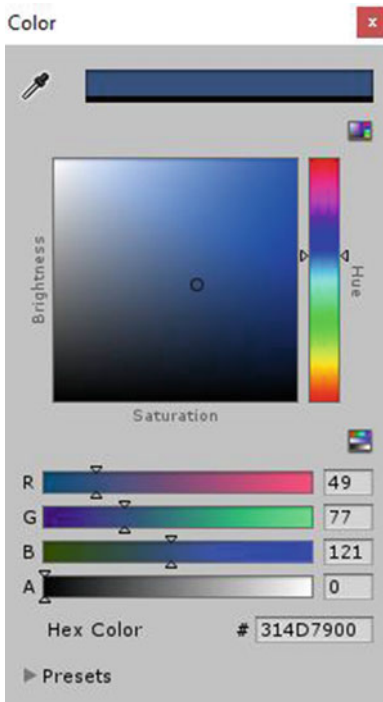 Color
x
Brightness
Hue
Saturation
R 49
G 77
B 121
A 0
Hex Color # 314D7900
Presets